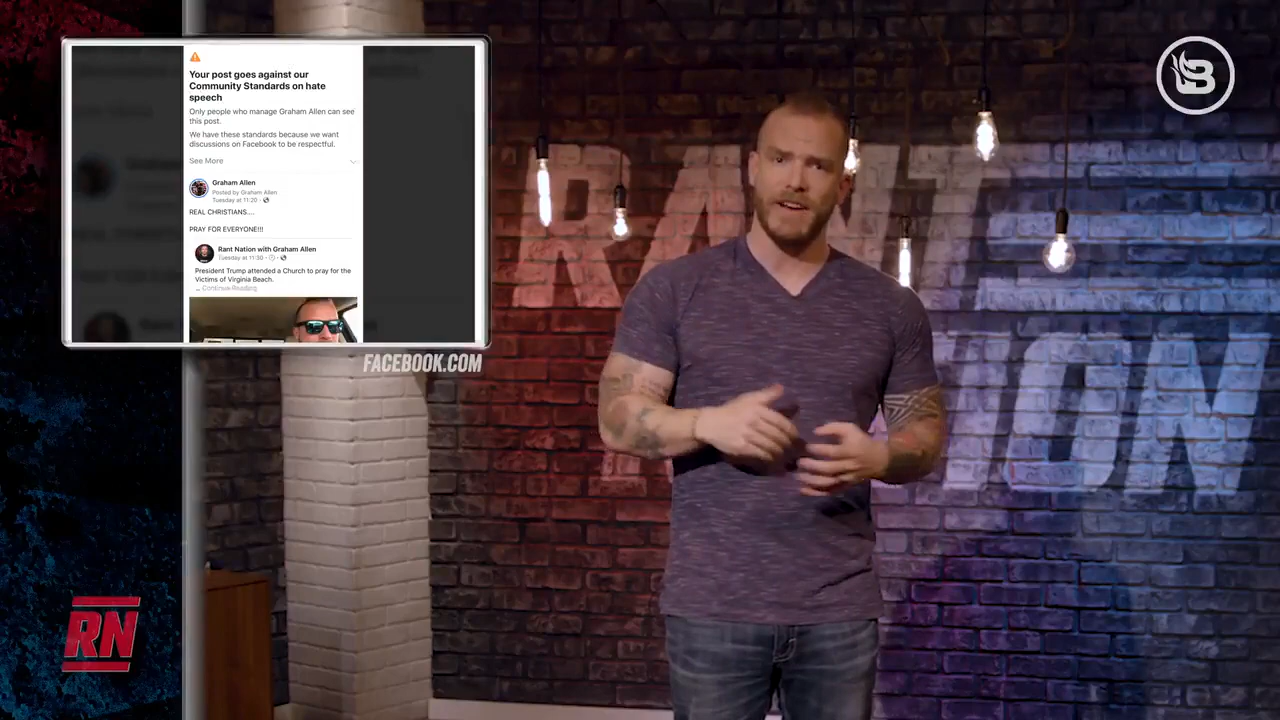 Your post goes against our
Community Standards on hate
speech
Only people who manage Graham Allen can see
this post.
We have these standards because we want
discussions on Facebook to be respectful.
See More
Graham Allen
Posted by Graham Allen
Tuesday at 11:20 ·
REAL CHRISTIANS....
PRAY FOR EVERYONE!!!
Rant Nation with Graham Allen
Tuesday at 11:30 ·
President Trump attended a Church to pray for the
Victims of Virginia Beach.
... Continue Reading
FACEBOOK.COM
B
RANT
NATION
RN